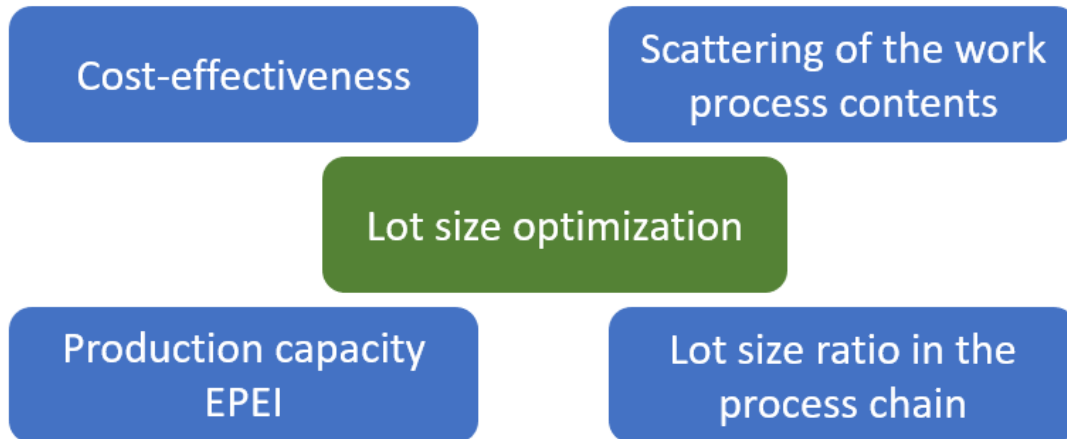 Cost-effectiveness
Scattering of the work
process contents
Lot size optimization
Production capacity
EPEI
Lot size ratio in the
process chain